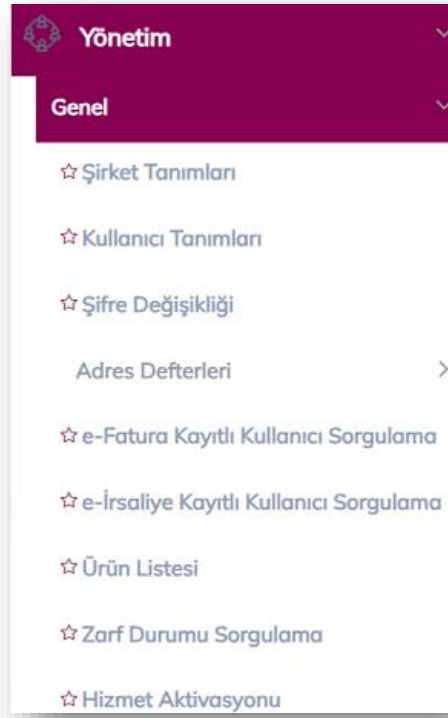 Yönetim
Genel
Şirket Tanımları
Kullanıcı Tanımları
Şifre Değişikliği
Adres Defterleri
e-Fatura Kayıtlı Kullanıcı Sorgulama
e-İrsaliye Kayıtlı Kullanıcı Sorgulama
Ürün Listesi
Zarf Durumu Sorgulama
Hizmet Aktivasyonu